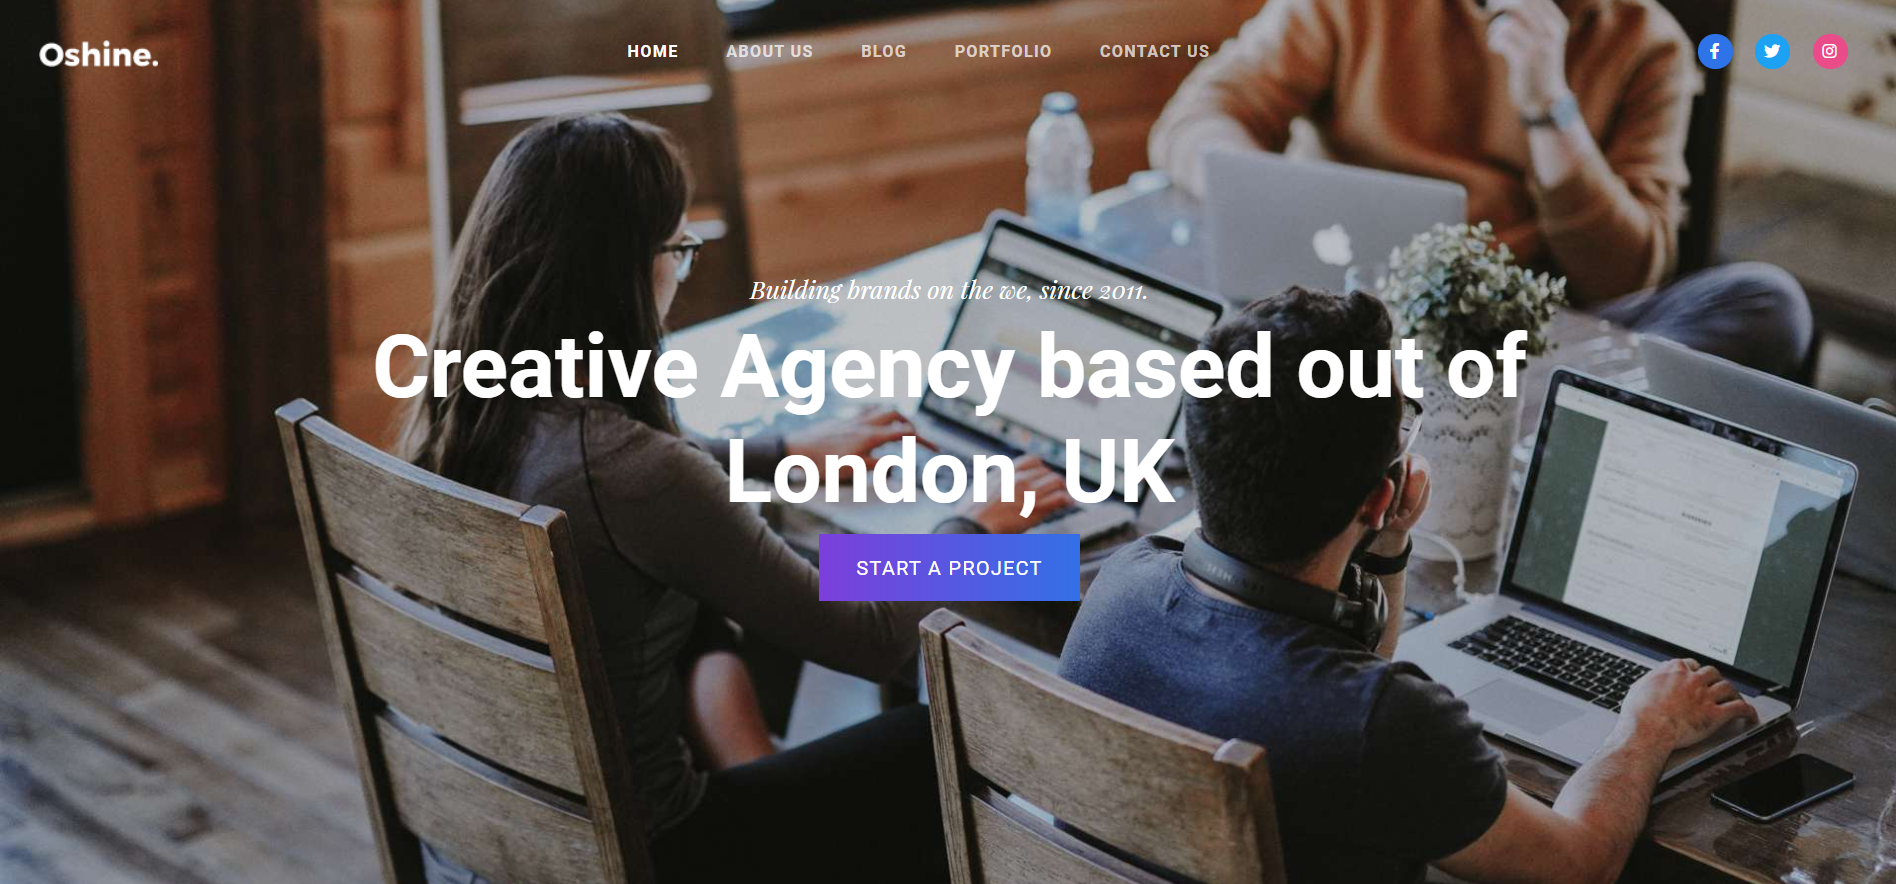 Oshine.
HOME
ABOUT US
BLOG
PORTFOLIO
CONTACT US
Building brands on the we, since 2011.
Creative Agency based out of
London, UK
START A PROJECT